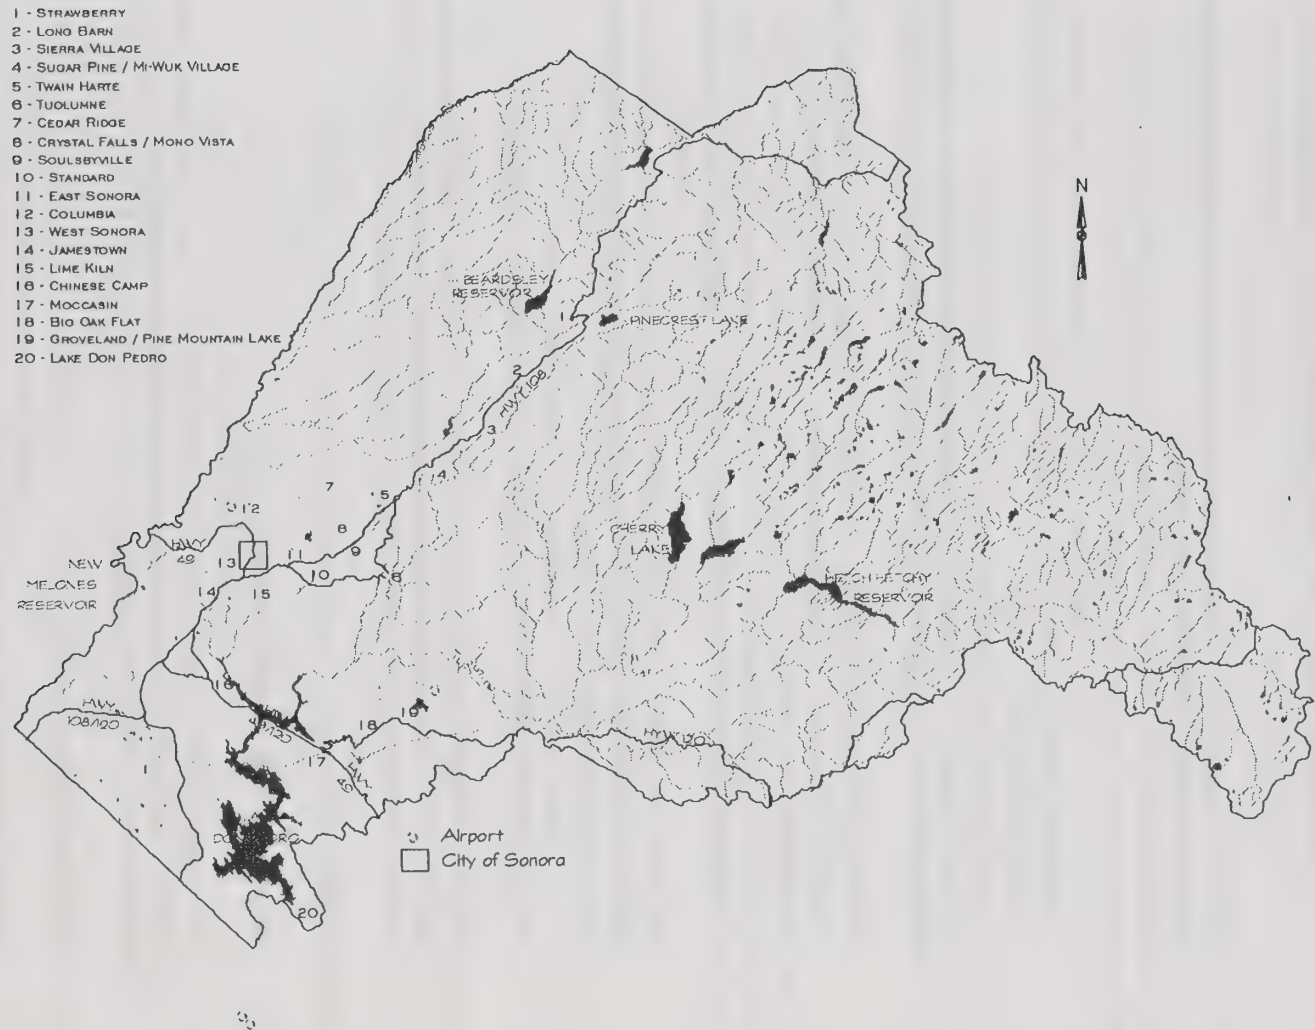 1 - STRAWBERRY
2 - LONG BARN
3 - SIERRA VILLAGE
4 - SUGAR PINE / MI-WUK VILLAGE
5 - TWAIN HARTE
6 - TUOLUMNE
7 - CEDAR RIDGE
8 - CRYSTAL FALLS / MONO VISTA
9 - SOULSBYVILLE
10 - STANDARD
11 - EAST SONORA
12 - COLUMBIA
13 - WEST SONORA
14 - JAMESTOWN
15 - LIME KILN
16 - CHINESE CAMP
17 - MOCCASIN
18 - BIG OAK FLAT
19 - GROVELAND / PINE MOUNTAIN LAKE
20 - LAKE DON PEDRO
N
BEARDSLEY
RESERVOIR
1
PINECREST LAKE
2
HWY 108
3
4
7
5
12
8
CHERRY
LAKE
HWY
49
13
11
9
10
6
NEW
MELONES
RESERVOIR
HETCH HETCHY
RESERVOIR
14
15
16
HWY
108/120
HWY
49/120
18
19
HYW 120
17
HWY
49
DON PEDRO
20
Airport
City of Sonora